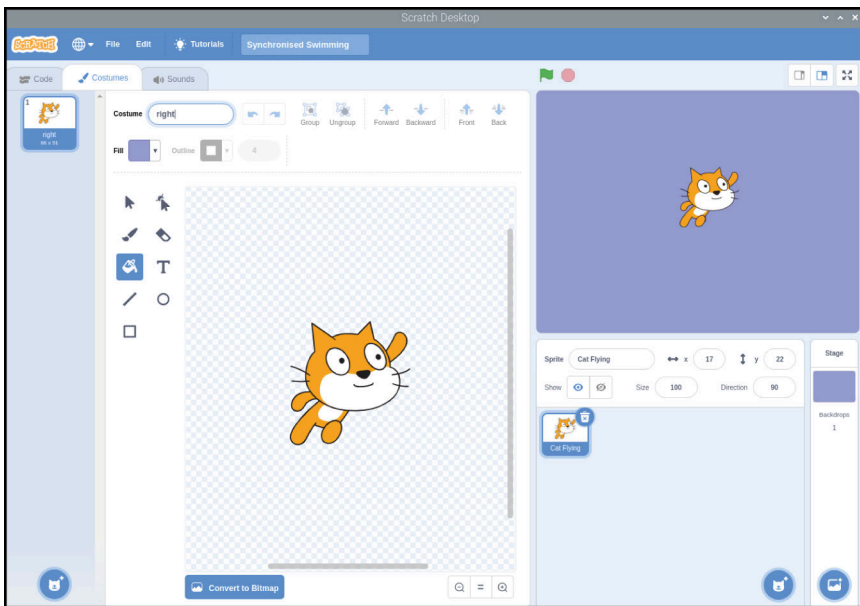 Scratch Desktop
SCRATCH File Edit Tutorials Synchronised Swimming
Code Costumes Sounds
1
right
Costume right Group Ungroup Forward Backward Front Back
Fill Outline 4
T
Convert to Bitmap
Sprite Cat Flying x 17 y 22
Show Size 100 Direction 90
Cat Flying
Stage
Backdrops
1